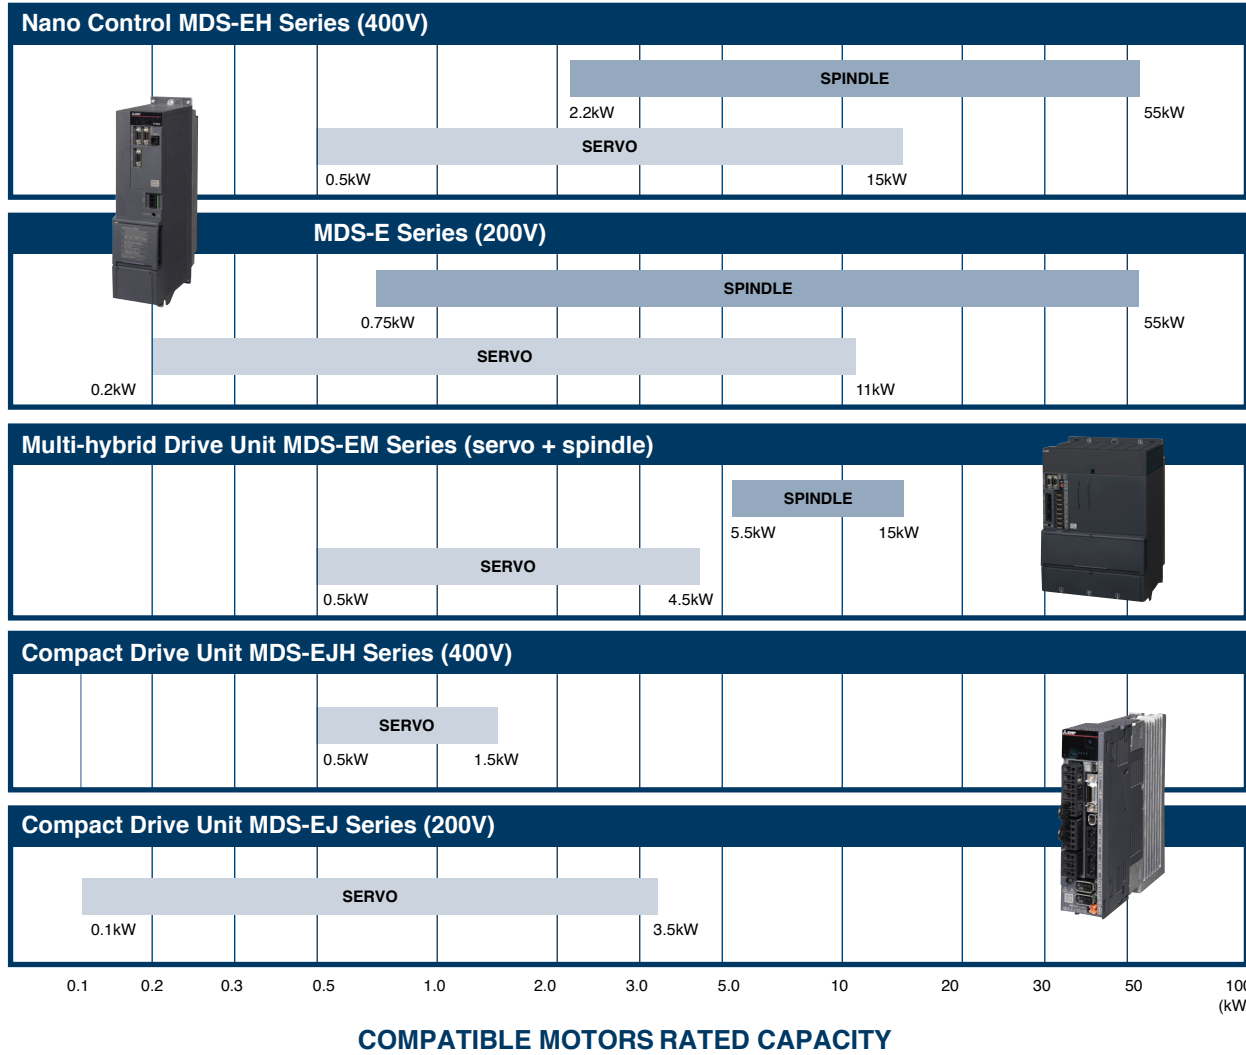 Nano Control MDS-EH Series (400V)
SPINDLE
2.2kW 55kW
SERVO
0.5kW 15kW
MDS-E Series (200V)
SPINDLE
0.75kW 55kW
SERVO
0.2kW 11kW
Multi-hybrid Drive Unit MDS-EM Series (servo + spindle)
SPINDLE
5.5kW 15kW
SERVO
0.5kW 4.5kW
Compact Drive Unit MDS-EJH Series (400V)
SERVO
0.5kW 1.5kW
Compact Drive Unit MDS-EJ Series (200V)
SERVO
0.1kW 3.5kW
0.1 0.2 0.3 0.5 1.0 2.0 3.0 5.0 10 20 30 50 100
(kW
COMPATIBLE MOTORS RATED CAPACITY